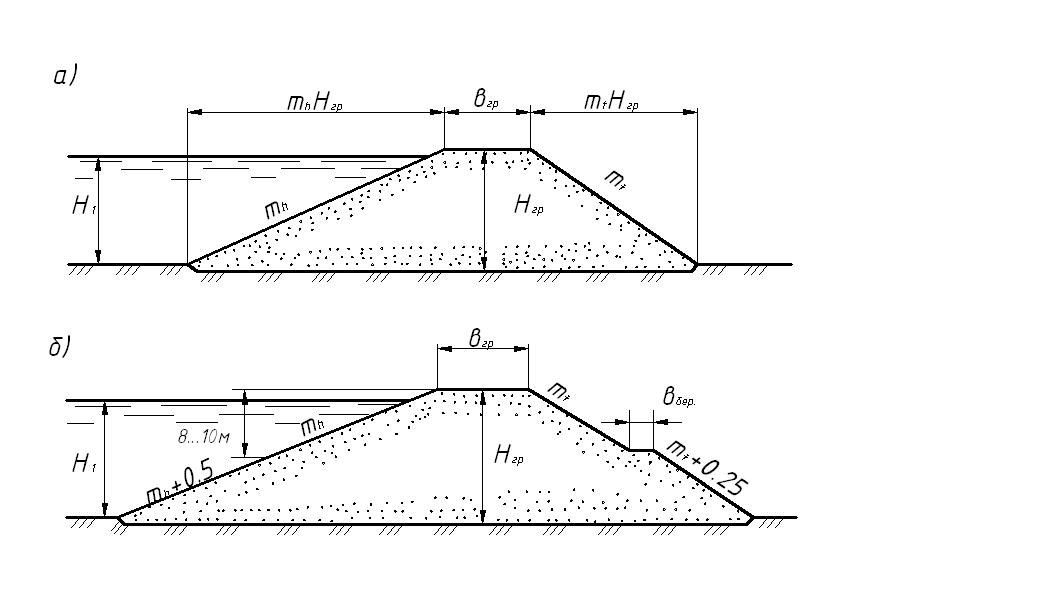 а)
mhHгр
вгр
mtHгр
H1
mh
Hгр
mt
б)
вгр
mt
вбер.
8...10м
mh
H1
Hгр
mh+0.5
mt+0.25